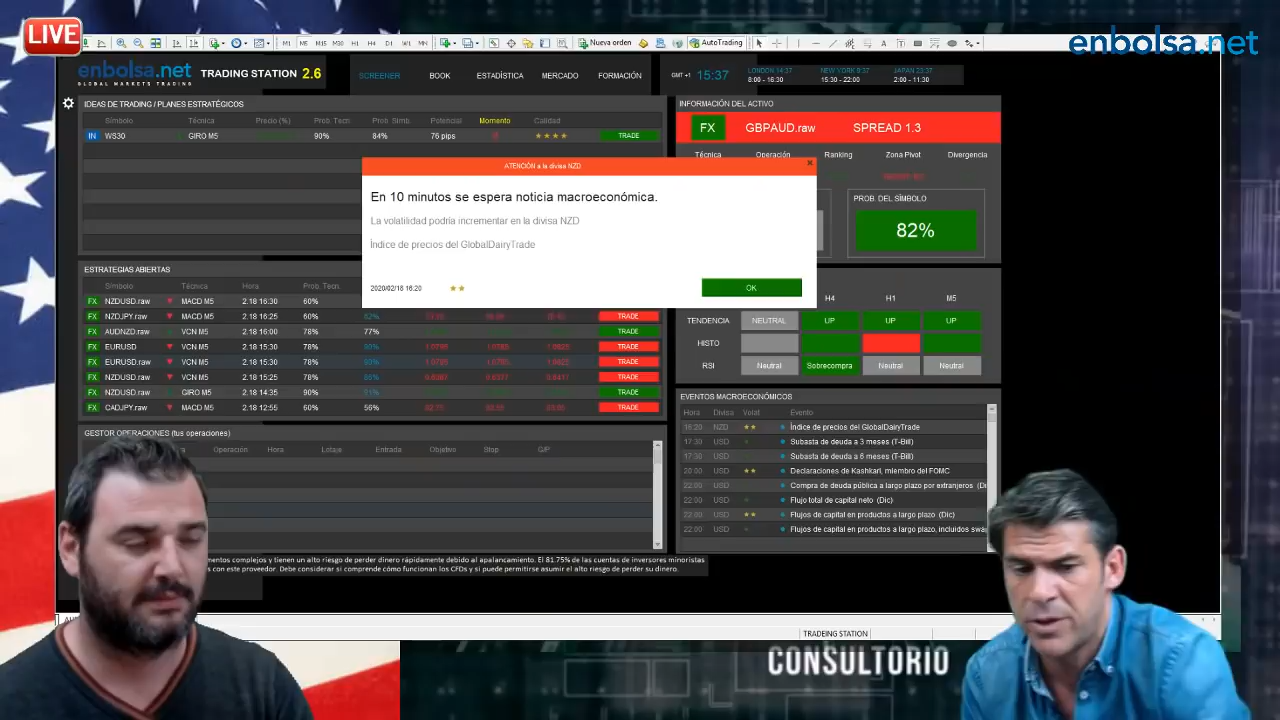 LIVE
enbolsa.net
M1 M5 M15 M30 H1 H4 D1 W1 MN
Nueva orden
AutoTrading
enbolsa.net
GLOBAL MARKETS TRADING
TRADING STATION 2.6
SCREENER BOOK ESTADÍSTICA MERCADO FORMACIÓN
GMT +1 15:37
LONDON 14:37
8:00 - 16:30
NEW YORK 9:37
15:30 - 22:00
JAPAN 23:37
2:00 - 11:30
IDEAS DE TRADING / PLANES ESTRATÉGICOS
Símbolo Técnica Precio (%) Prob. Tecn. Prob. Simb. Potencial Momento Calidad
IN WS30 GIRO M5 90% 84% 76 pips TRADE
INFORMACIÓN DEL ACTIVO
FX GBPAUD.raw SPREAD 1.3
Técnica Operación Ranking Zona Pivot Divergencia
PROB. DEL SÍMBOLO
82%
ATENCIÓN a la divisa NZD
En 10 minutos se espera noticia macroeconómica.
La volatilidad podría incrementar en la divisa NZD
Índice de precios del GlobalDairyTrade
2020/02/18 16:20
OK
ESTRATEGIAS ABIERTAS
Símbolo Técnica Hora Prob. Tecn.
FX NZDUSD.raw MACD M5 2.18 16:30 60%
FX NZDJPY.raw MACD M5 2.18 16:25 60% TRADE
FX AUDNZD.raw VCN M5 2.18 16:00 78% 77% TRADE
FX EURUSD VCN M5 2.18 15:30 78% TRADE
FX EURUSD.raw VCN M5 2.18 15:30 78% TRADE
FX NZDUSD.raw VCN M5 2.18 15:25 78% TRADE
FX NZDUSD.raw GIRO M5 2.18 14:35 90% TRADE
FX CADJPY.raw MACD M5 2.18 12:55 60% 56% TRADE
H4 H1 M5
TENDENCIA NEUTRAL UP UP UP
HISTO
RSI Neutral Sobrecompra Neutral Neutral
EVENTOS MACROECONÓMICOS
Hora Divisa Volat Evento
16:20 NZD Índice de precios del GlobalDairyTrade
17:30 USD Subasta de deuda a 3 meses (T-Bill)
17:30 USD Subasta de deuda a 6 meses (T-Bill)
20:00 USD Declaraciones de Kashkari, miembro del FOMC
22:00 USD Compra de deuda pública a largo plazo por extranjeros (Di
22:00 USD Flujo total de capital neto (Dic)
22:00 USD Flujos de capital en productos a largo plazo (Dic)
22:00 USD Flujos de capital en productos a largo plazo, incluidos swa
GESTOR OPERACIONES (tus operaciones)
Operación Hora Lotaje Entrada Objetivo Stop G/P
mentos complejos y tienen un alto riesgo de perder dinero rápidamente debido al apalancamiento. El 81.75% de las cuentas de inversores minoristas
s con este proveedor. Debe considerar si comprende cómo funcionan los CFDs y si puede permitirse asumir el alto riesgo de perder su dinero.
TRADEING STATION
CONSULTORIO